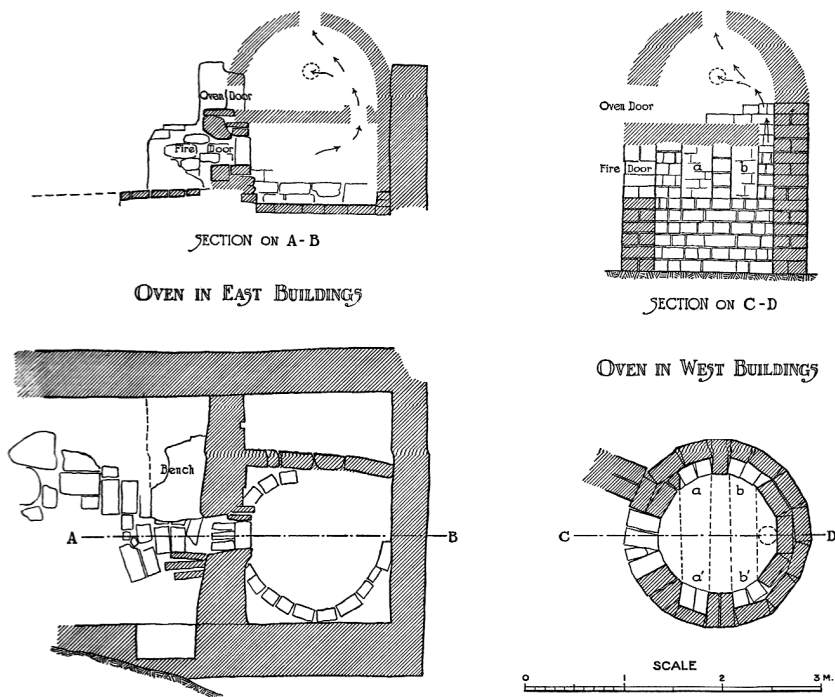 Oven Door
Fire Door
SECTION ON A-B
OVEN IN EAST BUILDINGS
Oven Door
Fire Door
a
b
SECTION ON C-D
OVEN IN WEST BUILDINGS
Bench
A
B
a
b
C
D
a'
b'
SCALE
0 1 2 3 M.